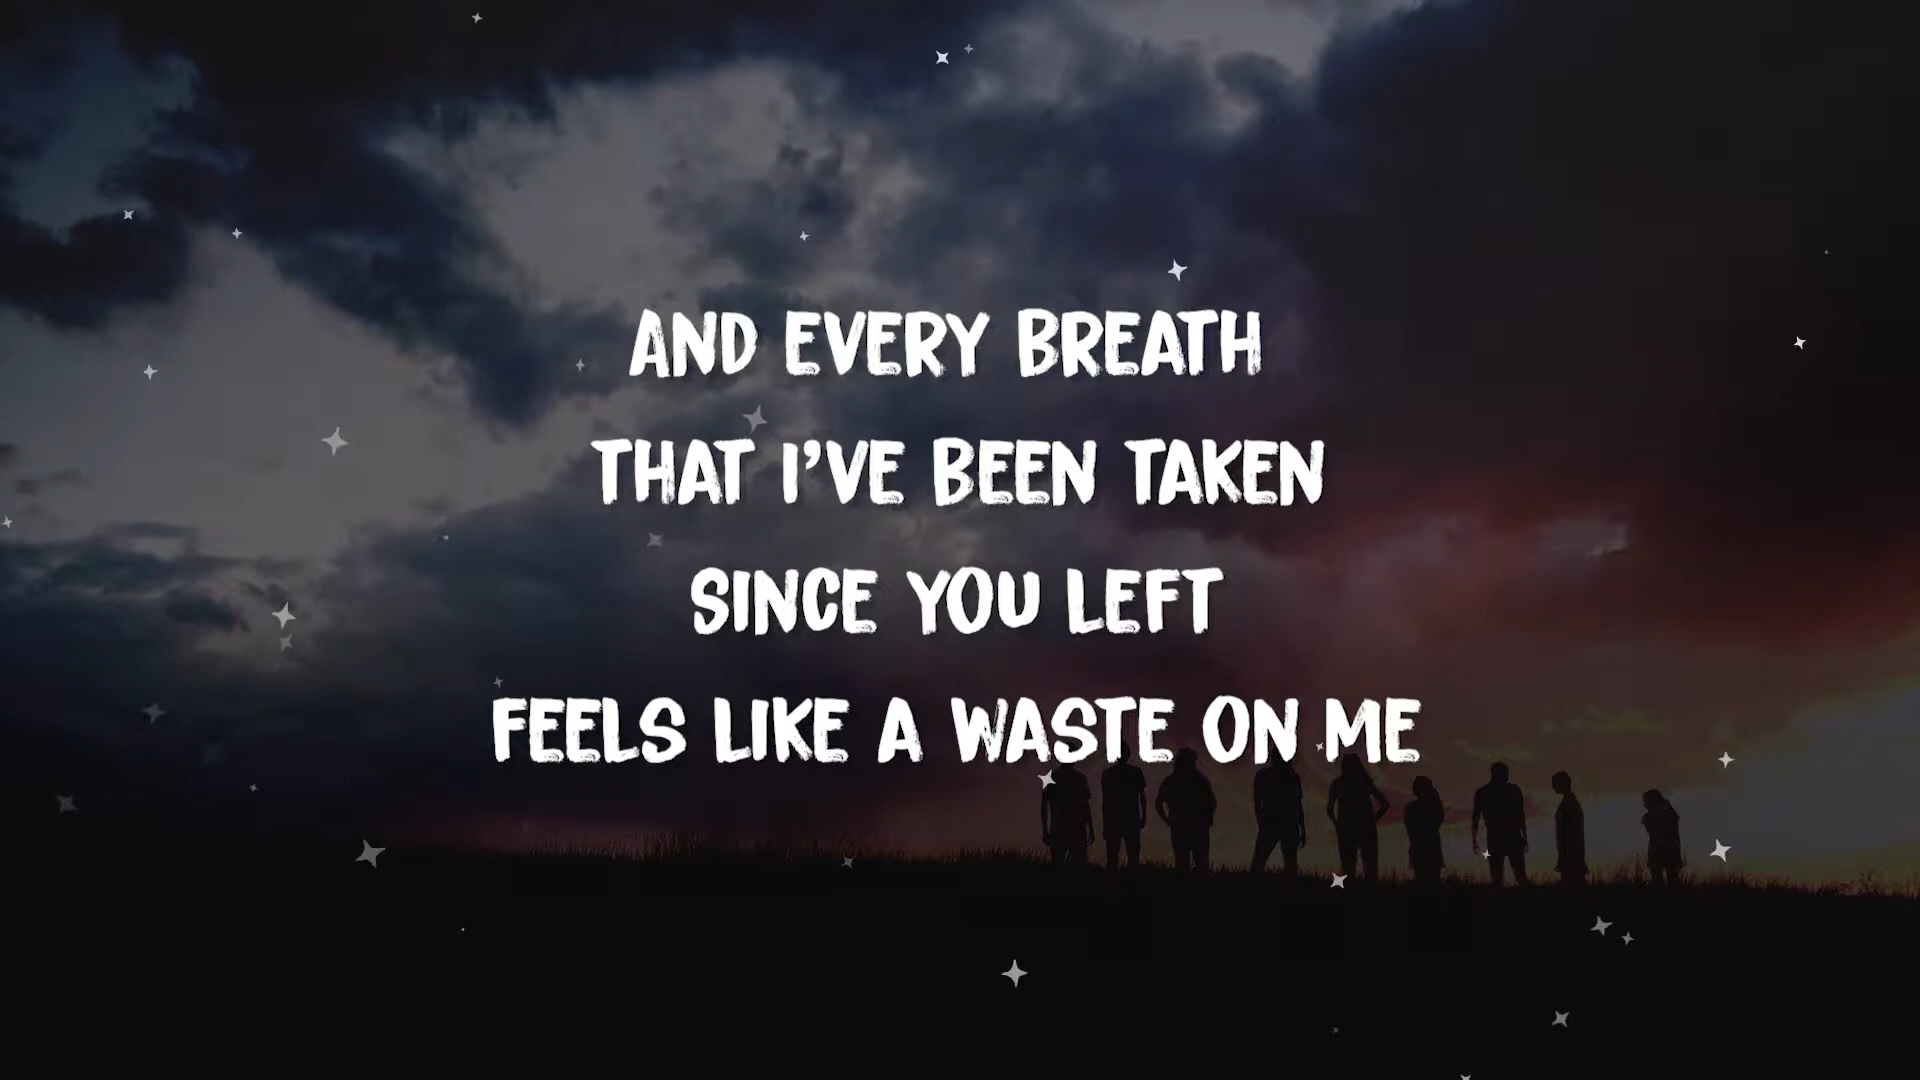 AND EVERY BREATH
THAT I'VE BEEN TAKEN
SINCE YOU LEFT
FEELS LIKE A WASTE ON ME